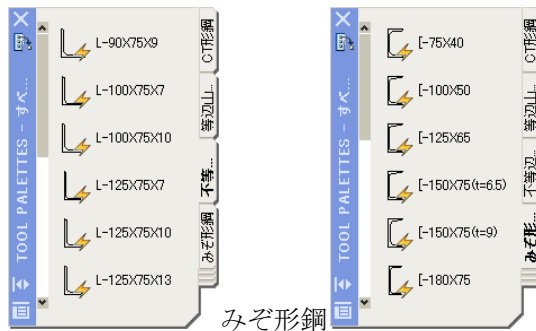 L-90X75X9
L-100X75X7
L-100X75X10
L-125X75X7
L-125X75X10
L-125X75X13
CT形鋼
等辺山...
不等...
みぞ形鋼
TOOL PALETTES - すべ...
みぞ形鋼
[-75X40
[-100X50
[-125X65
[-150X75(t=6.5)
[-150X75(t=9)
[-180X75
CT形鋼
等辺山...
不等辺...
みぞ形...
TOOL PALETTES - すべ...